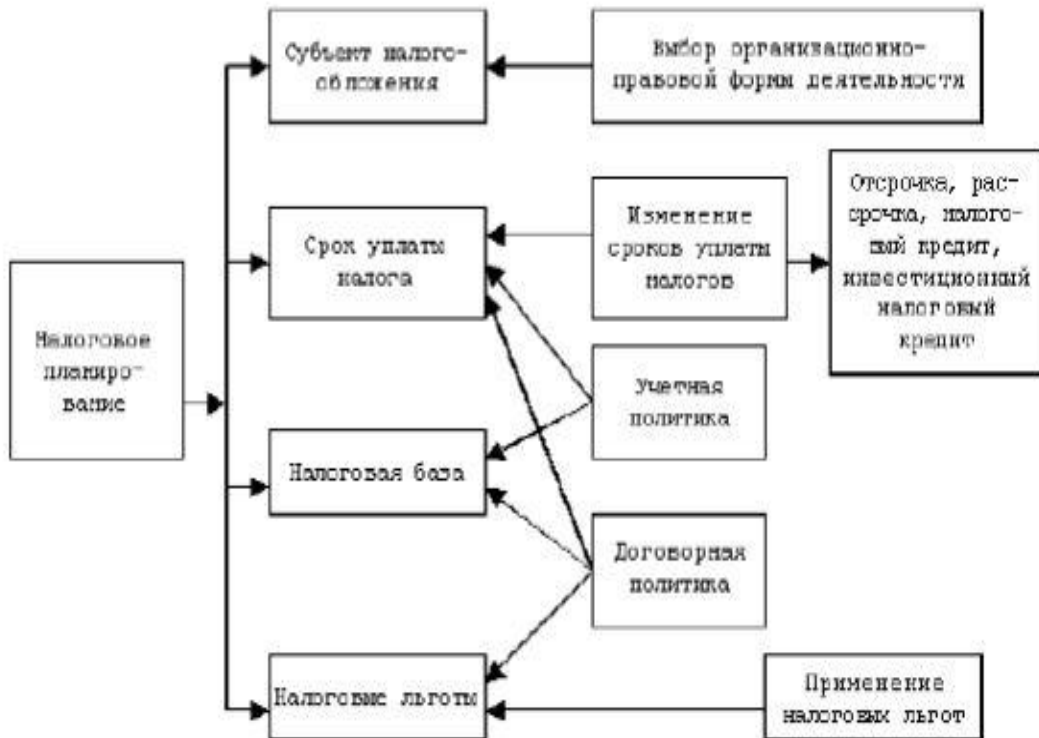 Субъект налого-
обложения
Выбор организационно-
правовой формы деятельности
Срок уплаты
налога
Изменение
сроков уплаты
налогов
Отсрочка, рас-
срочка, налого-
вый кредит,
инвестиционный
налоговый
кредит
Налоговое
планиро-
вание
Учетная
политика
Налоговая база
Договорная
политика
Налоговые льготы
Применение
налоговых льгот